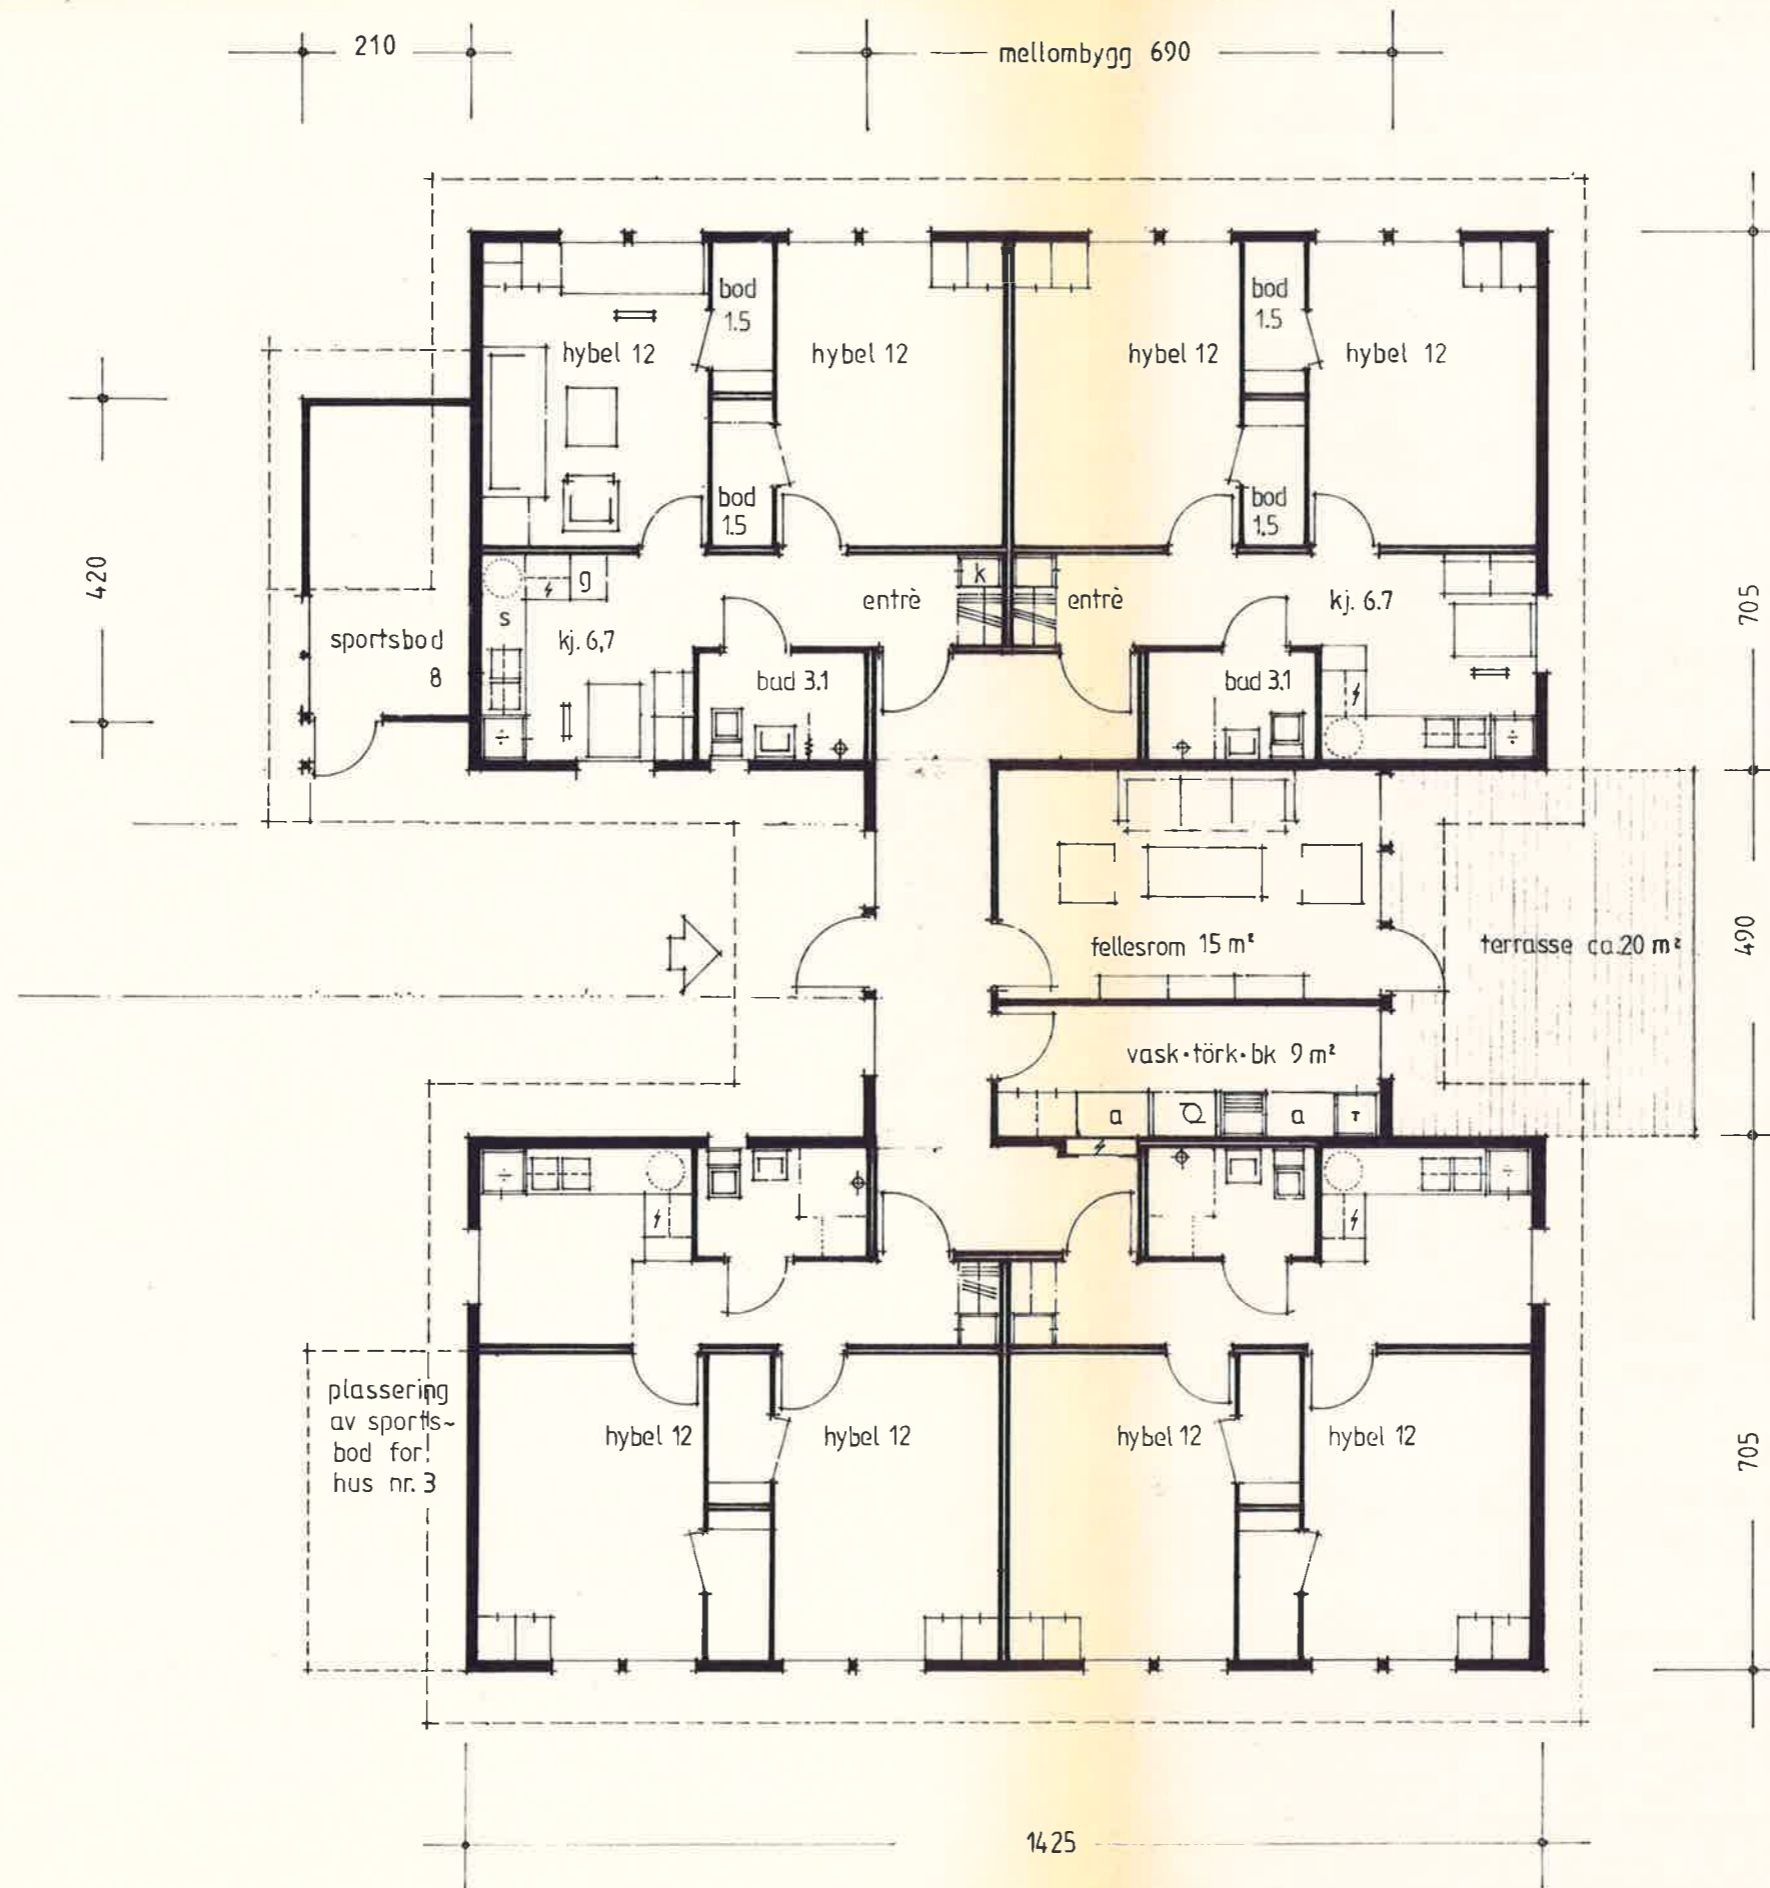 210
mellombygg 690
bod
1.5
bod
1.5
hybel 12
hybel 12
hybel 12
hybel 12
bod
1.5
bod
1.5
420
g
k
entrè
entrè
kj. 6.7
705
s
sportsbod
8
kj. 6,7
bad 3.1
bad 3.1
fellesrom 15 m²
terrasse ca.20 m²
490
vask·törk·bk 9 m²
a
a
T
plassering
av sports~
bod for
hus nr. 3
hybel 12
hybel 12
hybel 12
hybel 12
705
1425